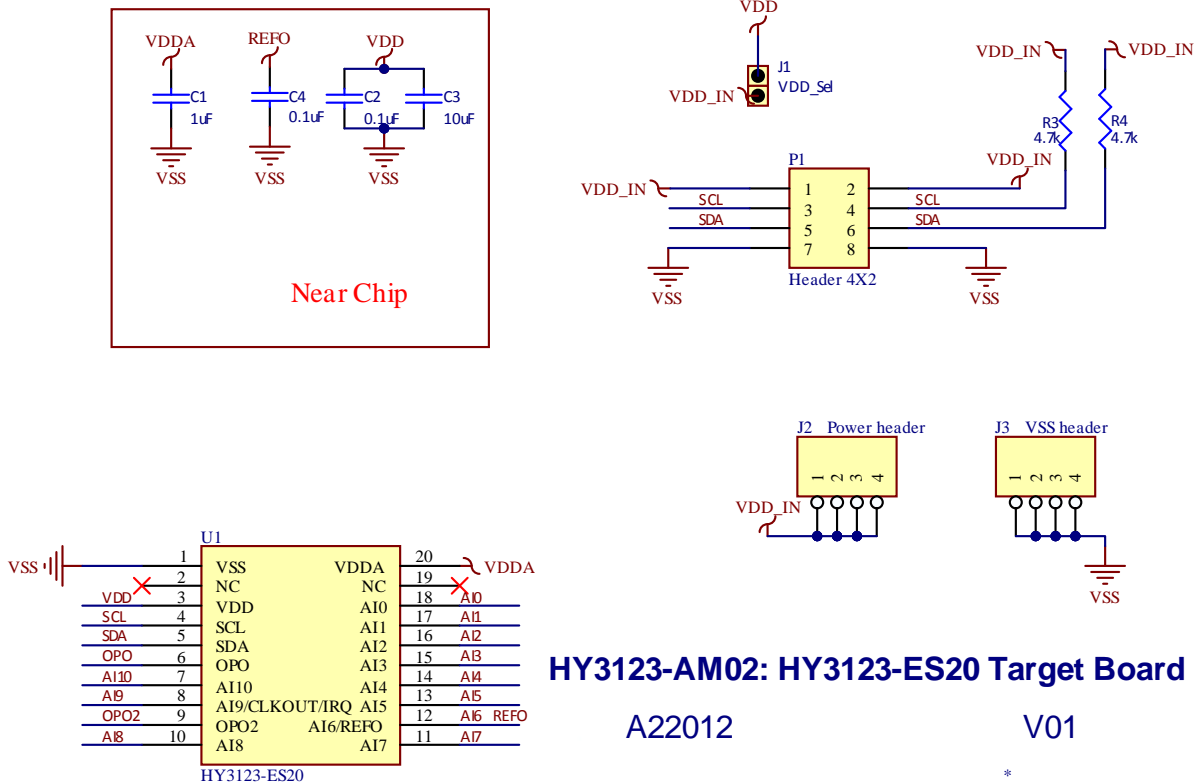 VDDA
REFO
VDD
C1
1uF
C4
0.1uF
C2
0.1uF
C3
10uF
VSS
VSS
VSS
Near Chip
VDD
J1
VDD_Sel
VDD_IN
VDD_IN
VDD_IN
R3
4.7k
R4
4.7k
P1
VDD_IN
VDD_IN
1 2
SCL 3 4 SCL
SDA 5 6 SDA
7 8
Header 4X2
VSS
VSS
J2 Power header
1 2 3 4
VDD_IN
J3 VSS header
1 2 3 4
VSS
U1
VSS 1 VSS VDDA 20 VDDA
2 NC NC 19
VDD 3 VDD AI0 18 AI0
SCL 4 SCL AI1 17 AI1
SDA 5 SDA AI2 16 AI2
OPO 6 OPO AI3 15 AI3
AI10 7 AI10 AI4 14 AI4
AI9 8 AI9/CLKOUT/IRQ AI5 13 AI5
OPO2 9 OPO2 AI6/REFO 12 AI6 REFO
AI8 10 AI8 AI7 11 AI7
HY3123-ES20
HY3123-AM02: HY3123-ES20 Target Board
A22012 V01
*